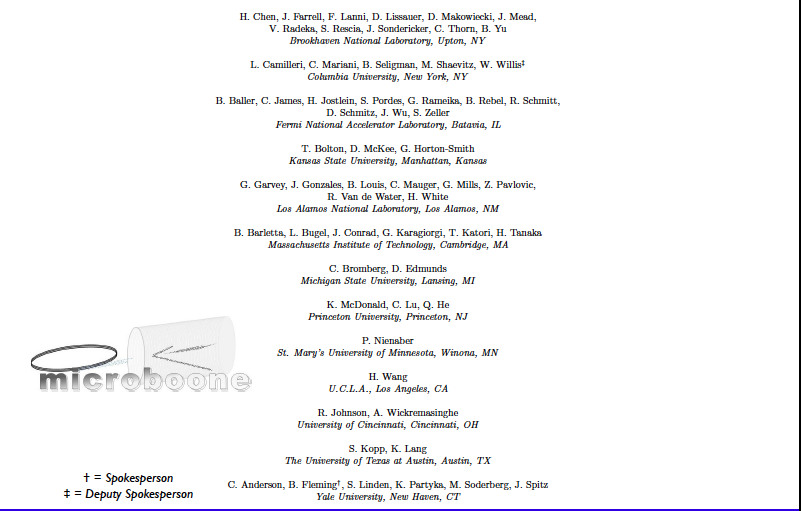 H. Chen, J. Farrell, F. Lanni, D. Lissauer, D. Makowiecki, J. Mead,
V. Radeka, S. Rescia, J. Sondericker, C. Thorn, B. Yu
Brookhaven National Laboratory, Upton, NY
L. Camilleri, C. Mariani, B. Seligman, M. Shaevitz, W. Willis‡
Columbia University, New York, NY
B. Baller, C. James, H. Jostlein, S. Pordes, G. Rameika, B. Rebel, R. Schmitt,
D. Schmitz, J. Wu, S. Zeller
Fermi National Accelerator Laboratory, Batavia, IL
T. Bolton, D. McKee, G. Horton-Smith
Kansas State University, Manhattan, Kansas
G. Garvey, J. Gonzales, B. Louis, C. Mauger, G. Mills, Z. Pavlovic,
R. Van de Water, H. White
Los Alamos National Laboratory, Los Alamos, NM
B. Barletta, L. Bugel, J. Conrad, G. Karagiorgi, T. Katori, H. Tanaka
Massachusetts Institute of Technology, Cambridge, MA
C. Bromberg, D. Edmunds
Michigan State University, Lansing, MI
K. McDonald, C. Lu, Q. He
Princeton University, Princeton, NJ
P. Nienaber
St. Mary's University of Minnesota, Winona, MN
H. Wang
U.C.L.A., Los Angeles, CA
R. Johnson, A. Wickremasinghe
University of Cincinnati, Cincinnati, OH
S. Kopp, K. Lang
The University of Texas at Austin, Austin, TX
C. Anderson, B. Fleming†, S. Linden, K. Partyka, M. Soderberg, J. Spitz
Yale University, New Haven, CT
microboone
† = Spokesperson
‡ = Deputy Spokesperson